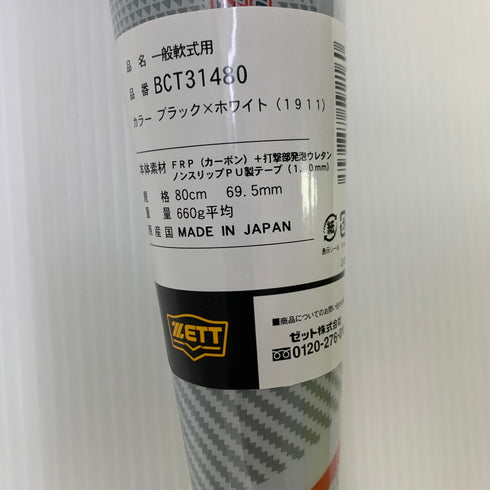 品 名 一般軟式用
品 番 BCT31480
カラー ブラック×ホワイト(1911)
本体素材 FRP(カーボン)+打撃部発泡ウレタン
ノンスリップPU製テープ(1.0mm)
規 格 80cm 69.5mm
重 量 660g平均
原産国 MADE IN JAPAN
紙
ZETT
■商品についてのお問い合わ
ゼット株式会
0120-276-0